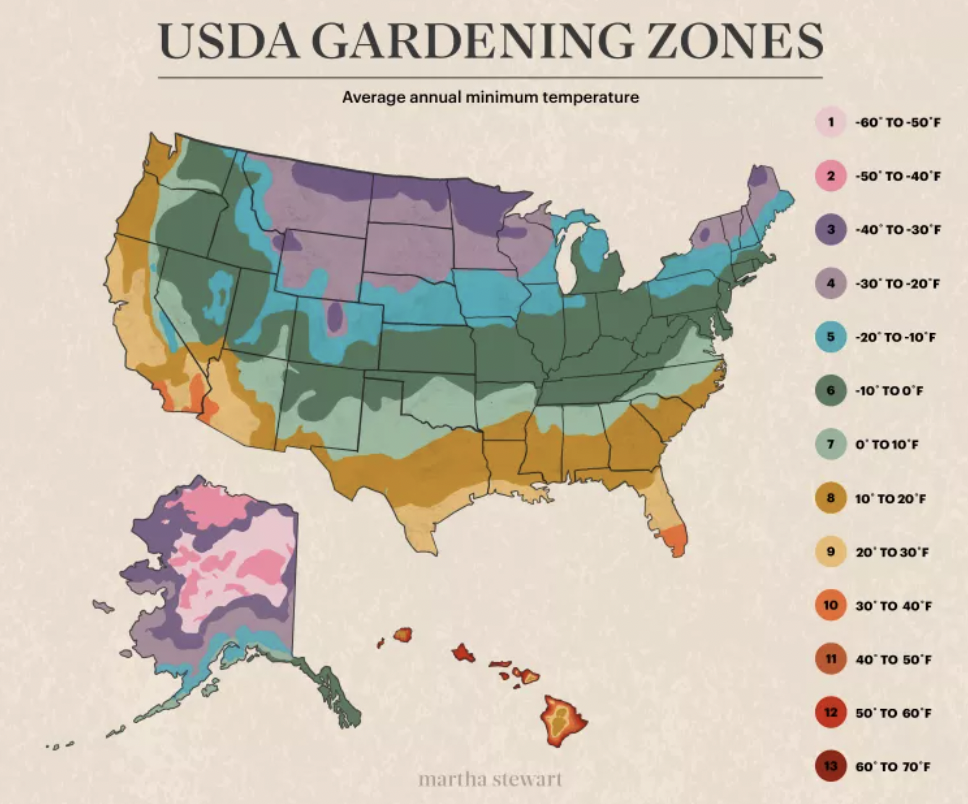 USDA GARDENING ZONES
Average annual minimum temperature
1 -60° TO -50°F
2 -50° TO -40°F
3 -40° TO -30°F
4 -30° TO -20°F
5 -20° TO -10°F
6 -10° TO 0°F
7 0° TO 10°F
8 10° TO 20°F
9 20° TO 30°F
10 30° TO 40°F
11 40° TO 50°F
12 50° TO 60°F
13 60° TO 70°F
martha stewart